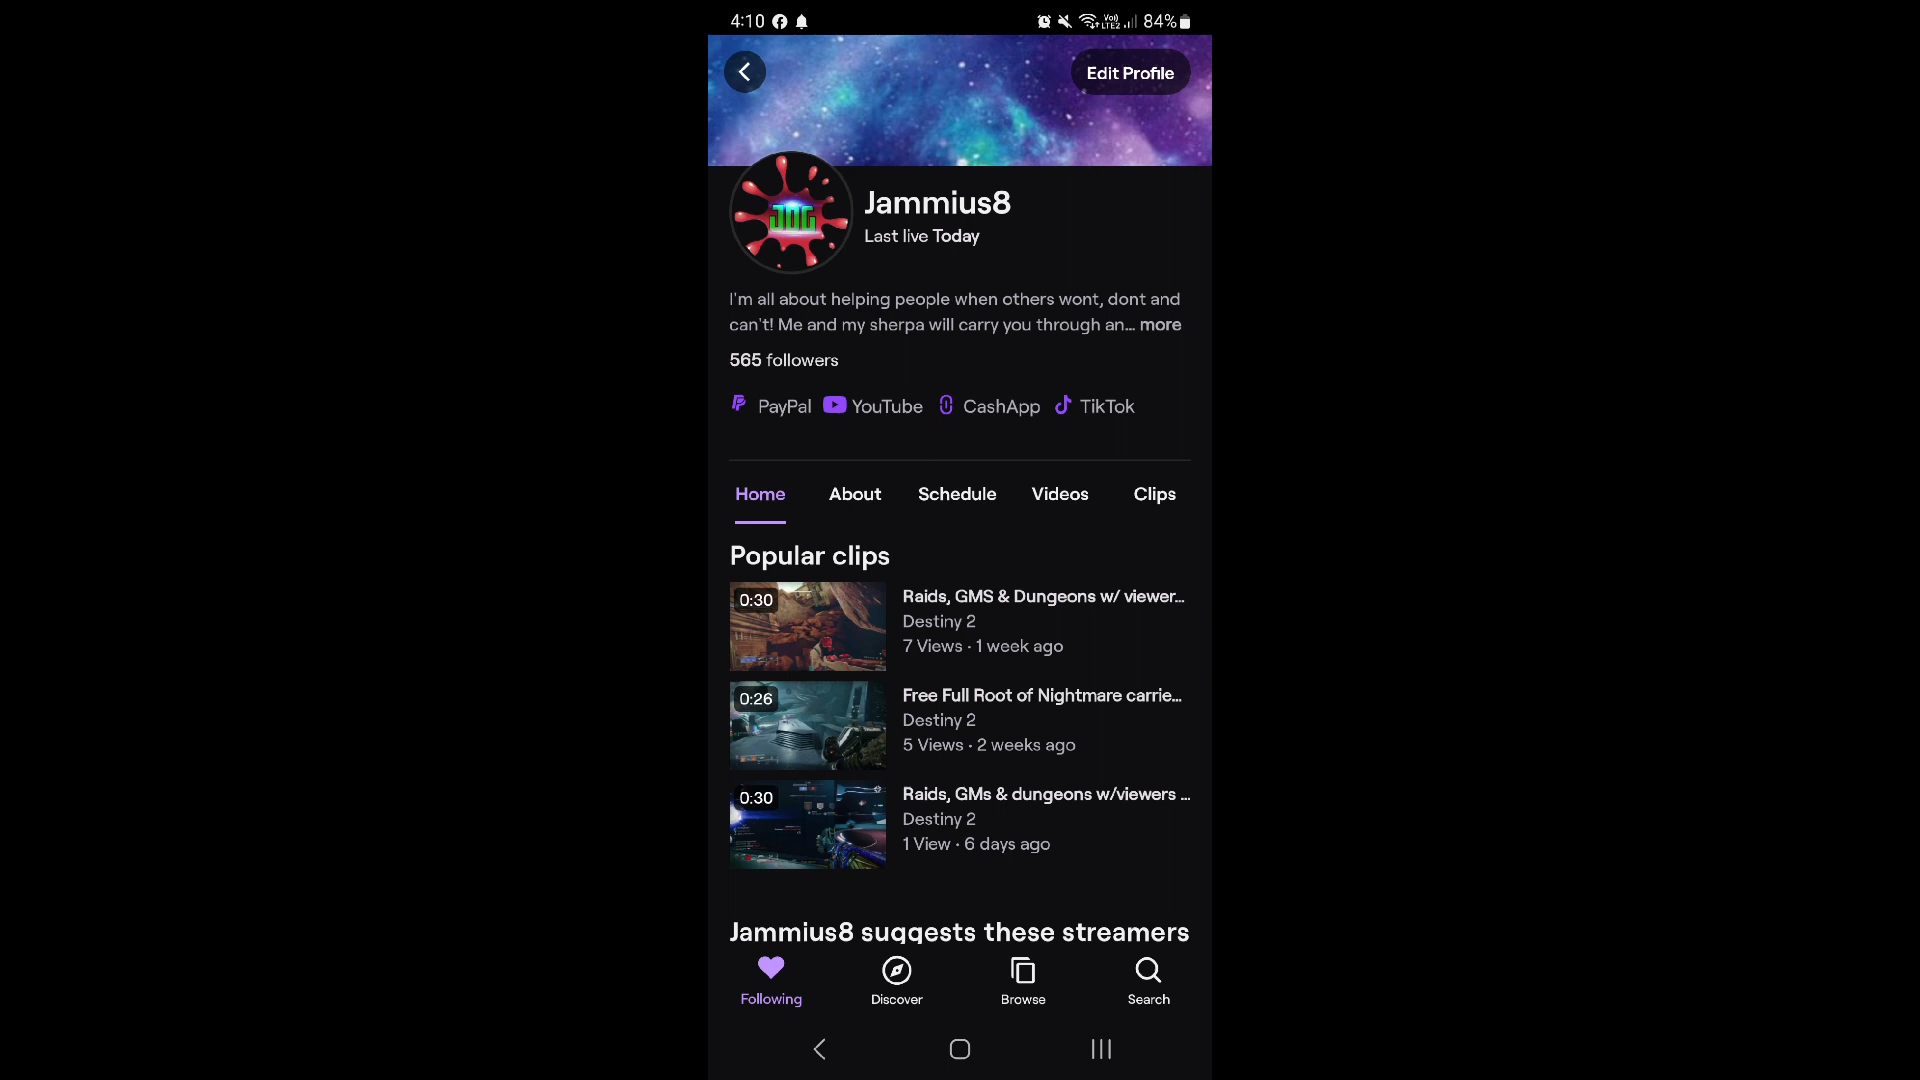 4:10
Vo)) LTE2 84%
Edit Profile
JDG
Jammius8
Last live Today
I'm all about helping people when others wont, dont and
can't! Me and my sherpa will carry you through an... more
565 followers
PayPal YouTube CashApp TikTok
Home About Schedule Videos Clips
Popular clips
0:30
Raids, GMS & Dungeons w/ viewer...
Destiny 2
7 Views · 1 week ago
0:26
Free Full Root of Nightmare carrie...
Destiny 2
5 Views · 2 weeks ago
0:30
Raids, GMs & dungeons w/viewers ...
Destiny 2
1 View · 6 days ago
Jammius8 suggests these streamers
Following Discover Browse Search